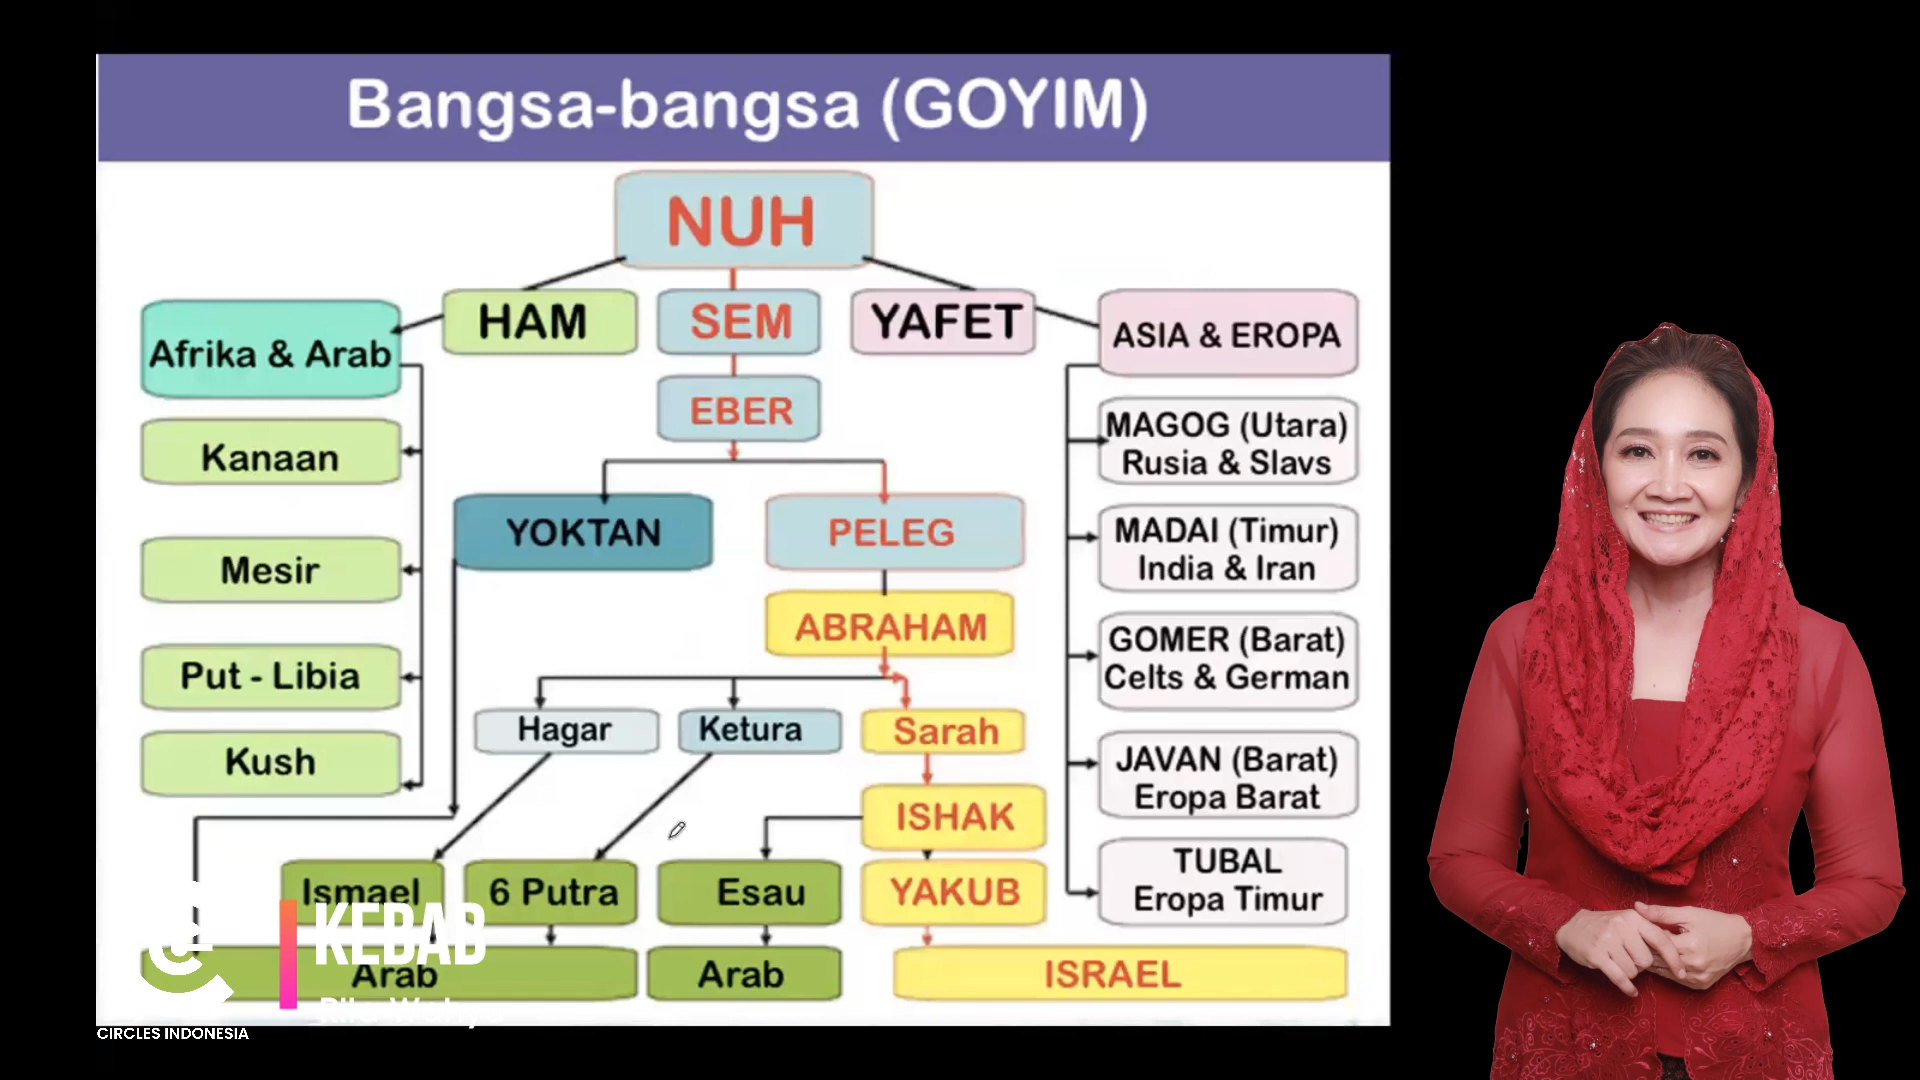 Bangsa-bangsa (GOYIM)
NUH
HAM
SEM
YAFET
Afrika & Arab
ASIA & EROPA
EBER
Kanaan
MAGOG (Utara)
Rusia & Slavs
YOKTAN
PELEG
MADAI (Timur)
India & Iran
Mesir
ABRAHAM
GOMER (Barat)
Celts & German
Put - Libia
Hagar
Ketura
Sarah
Kush
JAVAN (Barat)
Eropa Barat
ISHAK
Ismael
6 Putra
Esau
YAKUB
TUBAL
Eropa Timur
KEBAB
Arab
Arab
ISRAEL
CIRCLES INDONESIA